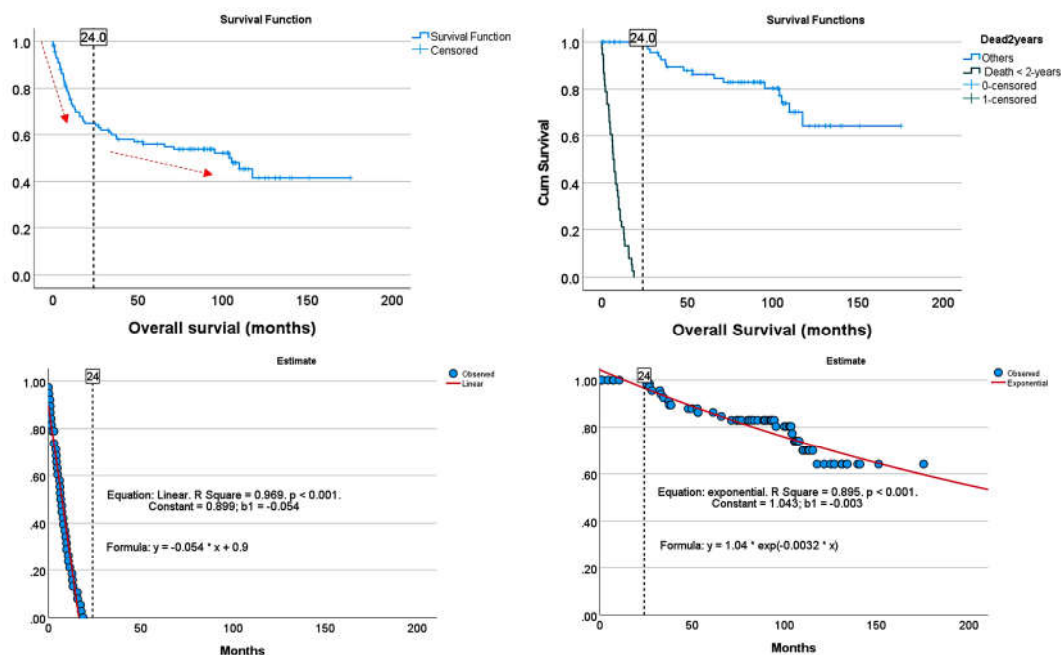 Survival Function
24.0
Survival Function
Censored
1.0
0.8
0.6
0.4
0.2
0.0
0 50 100 150 200
Overall survial (months)
Survival Functions
24.0
Dead2years
Others
Death < 2-years
0-censored
1-censored
Cum Survival
1.0
0.8
0.6
0.4
0.2
0.0
0 50 100 150 200
Overall Survival (months)
Estimate
24
Observed
Linear
1.00
.80
.60
.40
.20
.00
Equation: Linear. R Square = 0.969. p < 0.001.
Constant = 0.899; b1 = -0.054
Formula: y = -0.054 * x + 0.9
0 50 100 150 200
Months
Estimate
24
Observed
Exponential
1.00
.80
.60
.40
.20
.00
Equation: exponential. R Square = 0.895. p < 0.001.
Constant = 1.043; b1 = -0.003
Formula: y = 1.04 * exp(-0.0032 * x)
0 50 100 150 200
Months